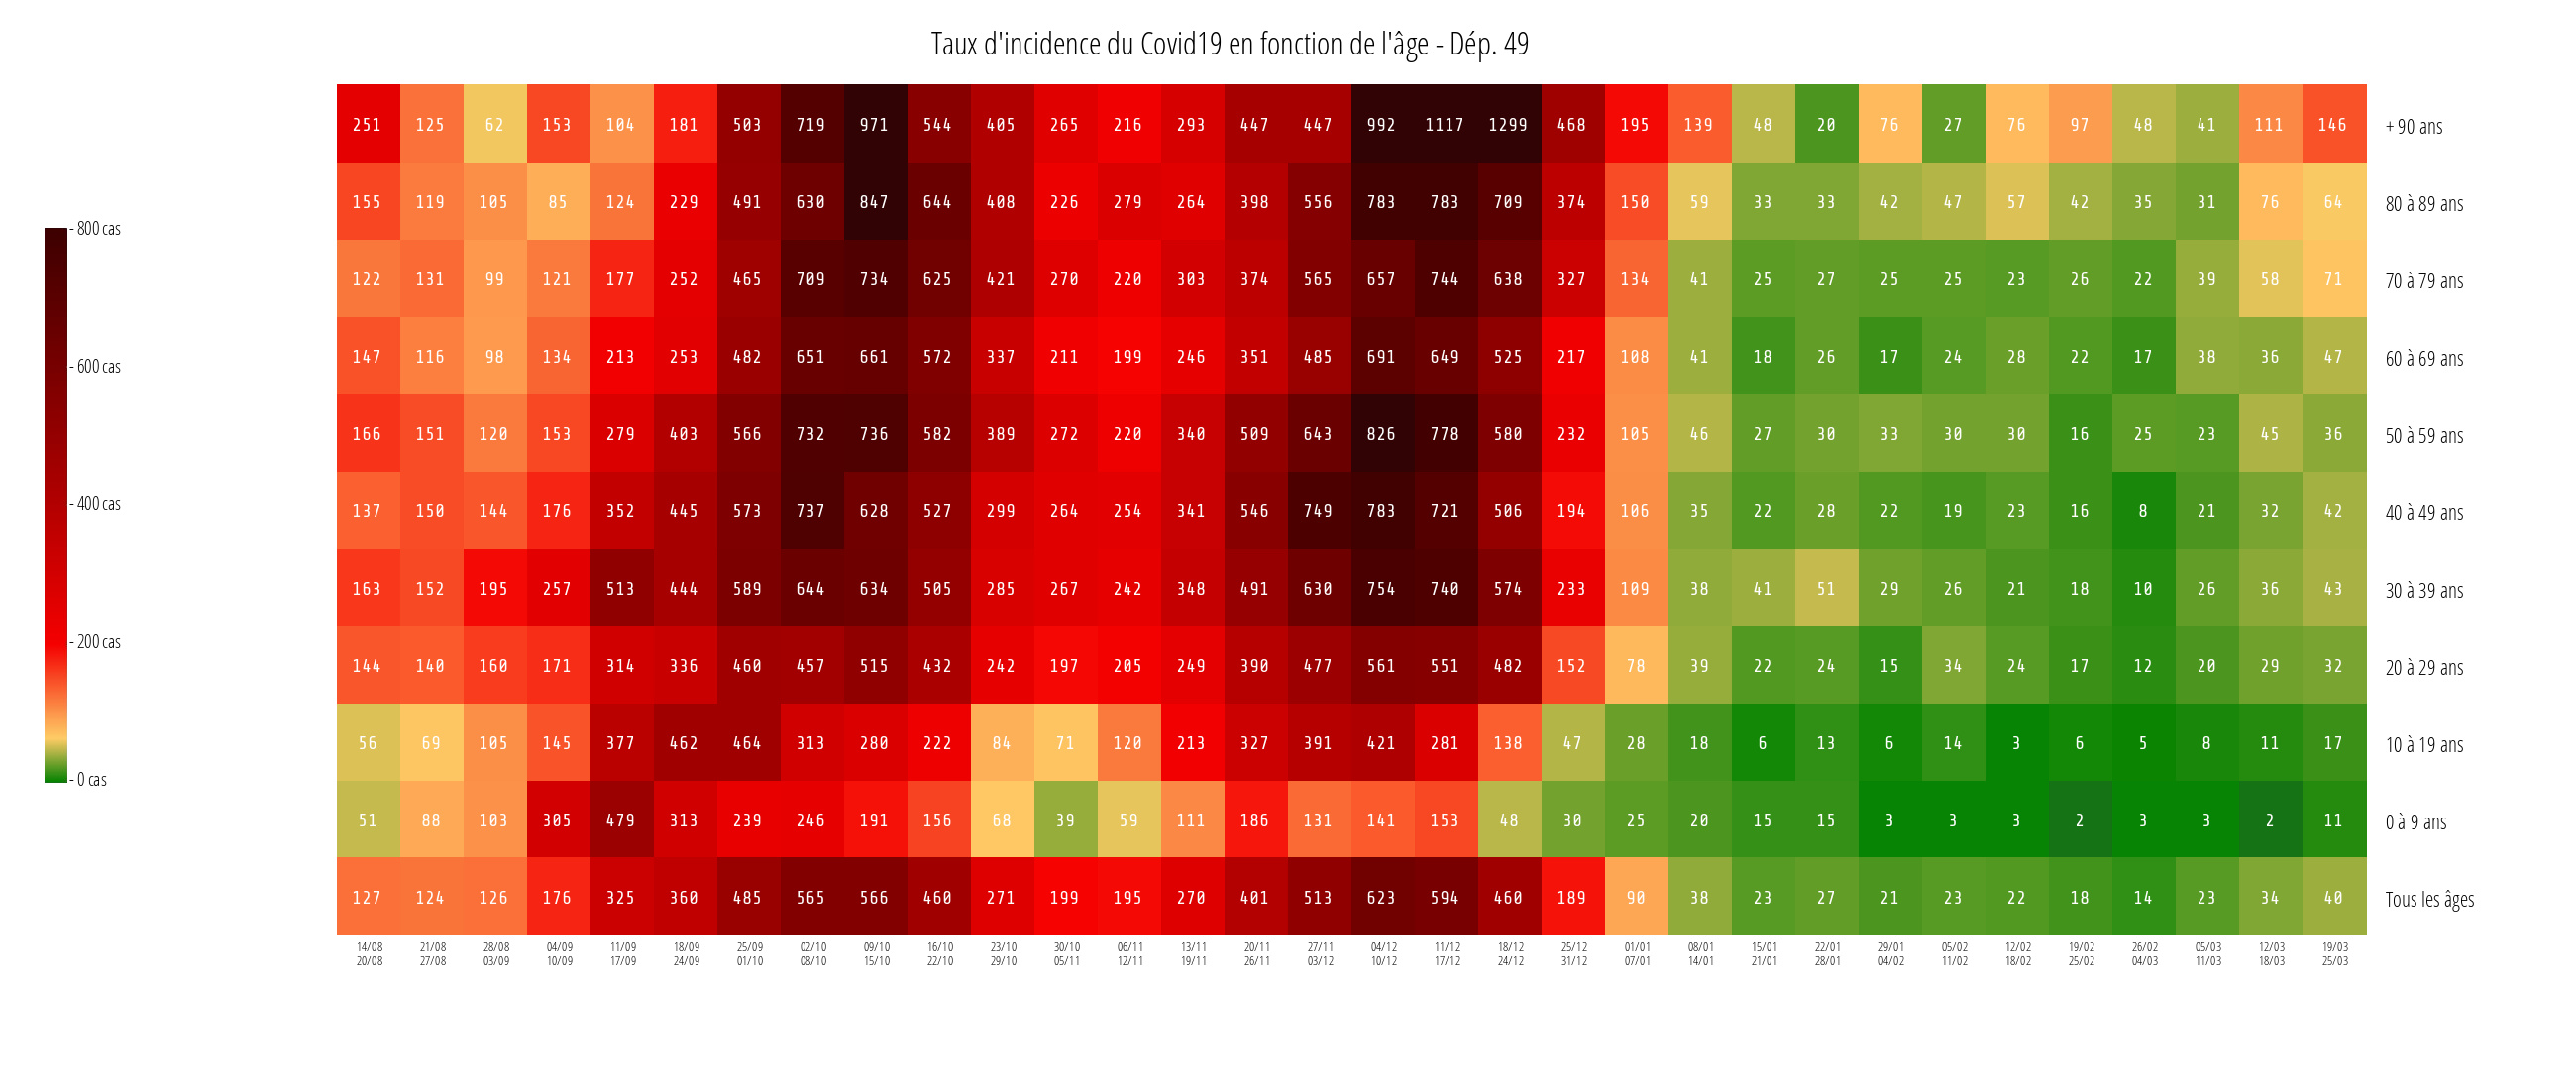 Taux d'incidence du Covid19 en fonction de l'âge - Dép. 49
251 125 62 153 104 181 503 719 971 544 405 265 216 293 447 447 992 1117 1299 468 195 139 48 20 76 27 76 97 48 41 111 146 + 90 ans
155 119 105 85 124 229 491 630 847 644 408 226 279 264 398 556 783 783 709 374 150 59 33 33 42 47 57 42 35 31 76 64 80 à 89 ans
- 800 cas
122 131 99 121 177 252 465 709 734 625 421 270 220 303 374 565 657 744 638 327 134 41 25 27 25 25 23 26 22 39 58 71 70 à 79 ans
147 116 98 134 213 253 482 651 661 572 337 211 199 246 351 485 691 649 525 217 108 41 18 26 17 24 28 22 17 38 36 47 60 à 69 ans
- 600 cas
166 151 120 153 279 403 566 732 736 582 389 272 220 340 509 643 826 778 580 232 105 46 27 30 33 30 30 16 25 23 45 36 50 à 59 ans
- 400 cas
137 150 144 176 352 445 573 737 628 527 299 264 254 341 546 749 783 721 506 194 106 35 22 28 22 19 23 16 8 21 32 42 40 à 49 ans
163 152 195 257 513 444 589 644 634 505 285 267 242 348 491 630 754 740 574 233 109 38 41 51 29 26 21 18 10 26 36 43 30 à 39 ans
- 200 cas
144 140 160 171 314 336 460 457 515 432 242 197 205 249 390 477 561 551 482 152 78 39 22 24 15 34 24 17 12 20 29 32 20 à 29 ans
56 69 105 145 377 462 464 313 280 222 84 71 120 213 327 391 421 281 138 47 28 18 6 13 6 14 3 6 5 8 11 17 10 à 19 ans
- 0 cas
51 88 103 305 479 313 239 246 191 156 68 39 59 111 186 131 141 153 48 30 25 20 15 15 3 3 3 2 3 3 2 11 0 à 9 ans
127 124 126 176 325 360 485 565 566 460 271 199 195 270 401 513 623 594 460 189 90 38 23 27 21 23 22 18 14 23 34 40 Tous les âges
14/08 21/08 28/08 04/09 11/09 18/09 25/09 02/10 09/10 16/10 23/10 30/10 06/11 13/11 20/11 27/11 04/12 11/12 18/12 25/12 01/01 08/01 15/01 22/01 29/01 05/02 12/02 19/02 26/02 05/03 12/03 19/03
20/08 27/08 03/09 10/09 17/09 24/09 01/10 08/10 15/10 22/10 29/10 05/11 12/11 19/11 26/11 03/12 10/12 17/12 24/12 31/12 07/01 14/01 21/01 28/01 04/02 11/02 18/02 25/02 04/03 11/03 18/03 25/03